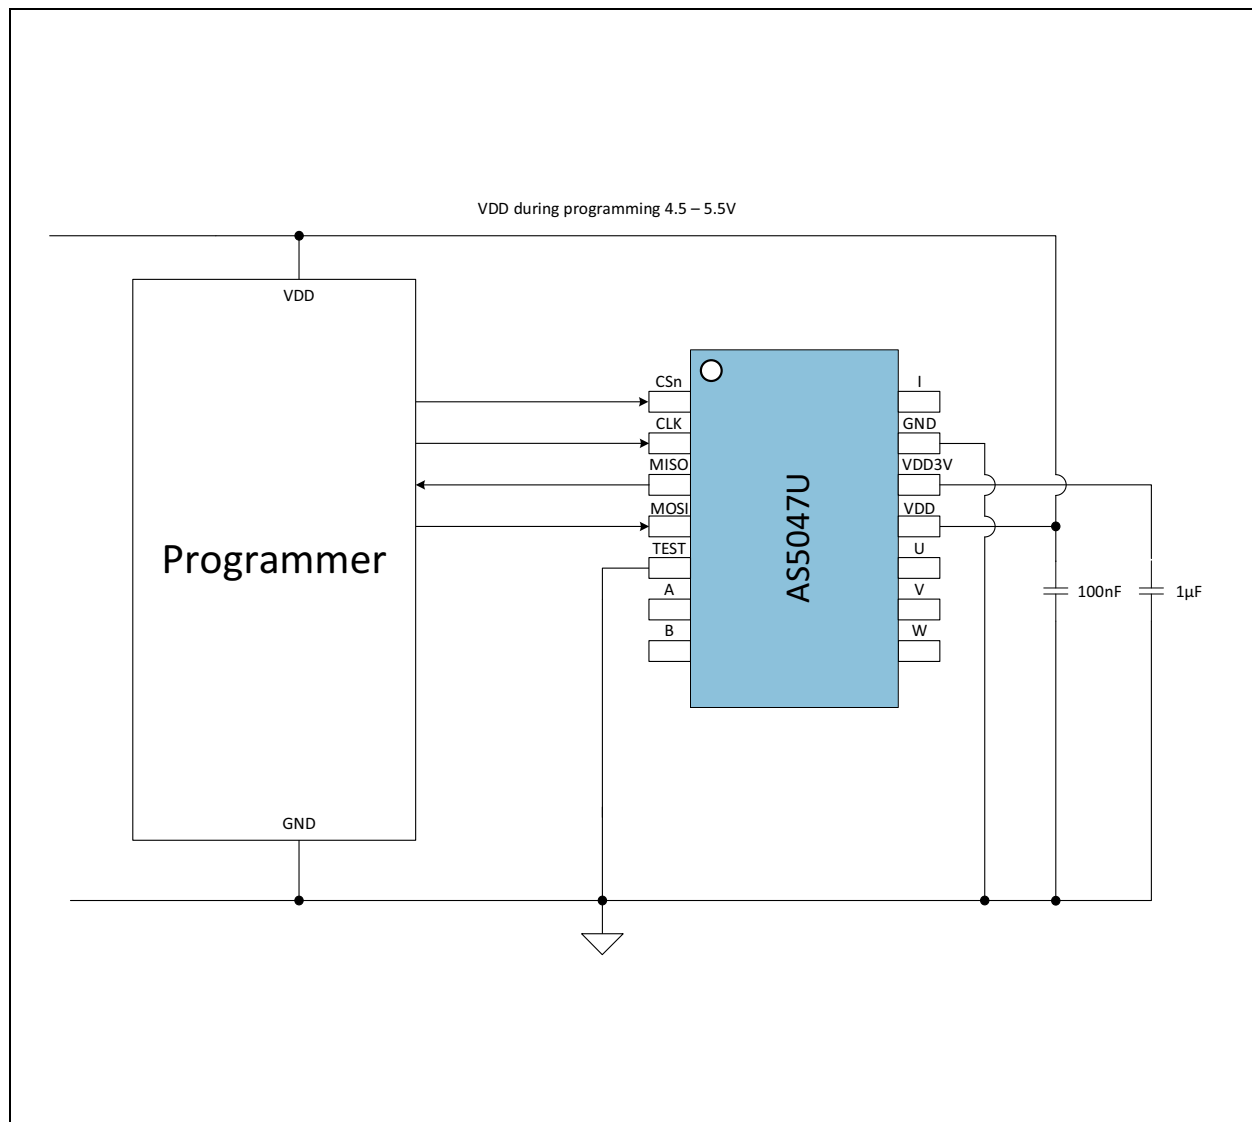 VDD during programming 4.5 – 5.5V
VDD
Programmer
GND
CSn
CLK
MISO
MOSI
TEST
A
B
AS5047U
I
GND
VDD3V
VDD
U
V
W
100nF
1µF